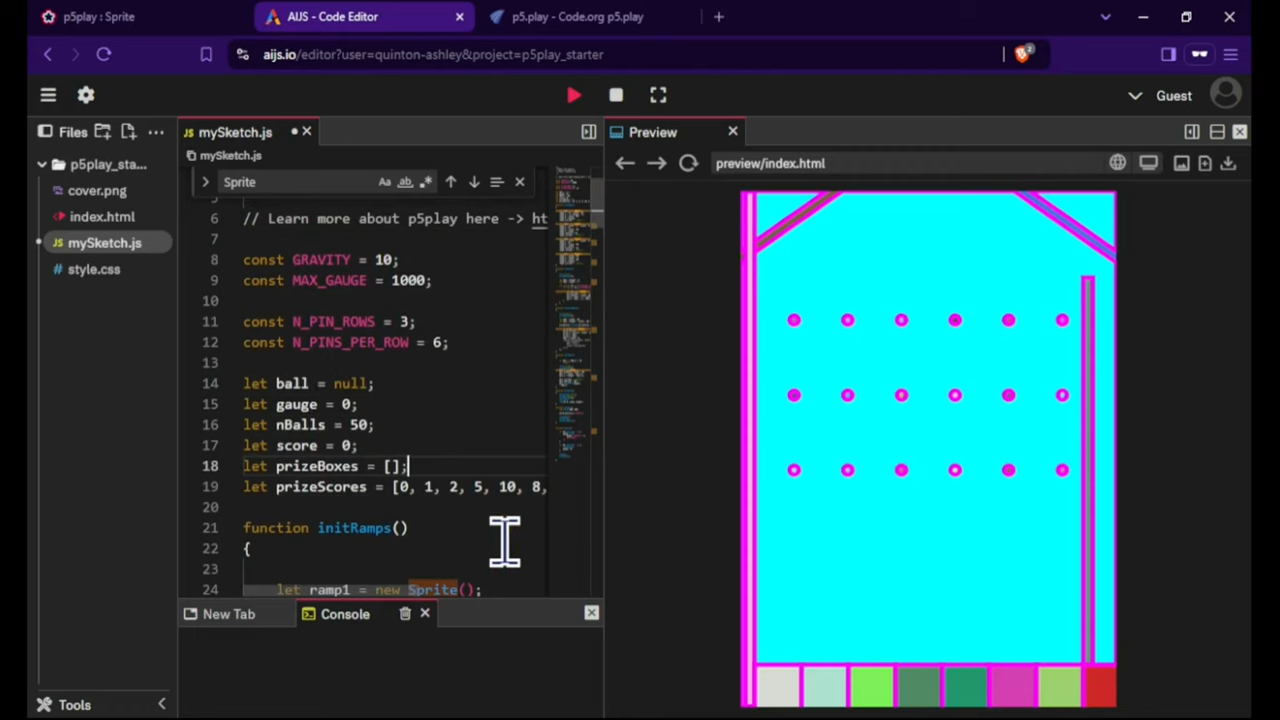 p5play : Sprite
AIJS - Code Editor
p5.play - Code.org p5.play
aijs.io/editor?user=quinton-ashley&project=p5play_starter
2
Guest
Files
mySketch.js
Preview
mySketch.js
preview/index.html
p5play_sta...
cover.png
index.html
mySketch.js
style.css
Sprite
Aa
ab
6 // Learn more about p5play here -> ht
7
8 const GRAVITY = 10;
9 const MAX_GAUGE = 1000;
10
11 const N_PIN_ROWS = 3;
12 const N_PINS_PER_ROW = 6;
13
14 let ball = null;
15 let gauge = 0;
16 let nBalls = 50;
17 let score = 0;
18 let prizeBoxes = [];
19 let prizeScores = [0, 1, 2, 5, 10, 8,
20
21 function initRamps()
22 {
23
24 let ramp1 = new Sprite();
New Tab
Console
Tools